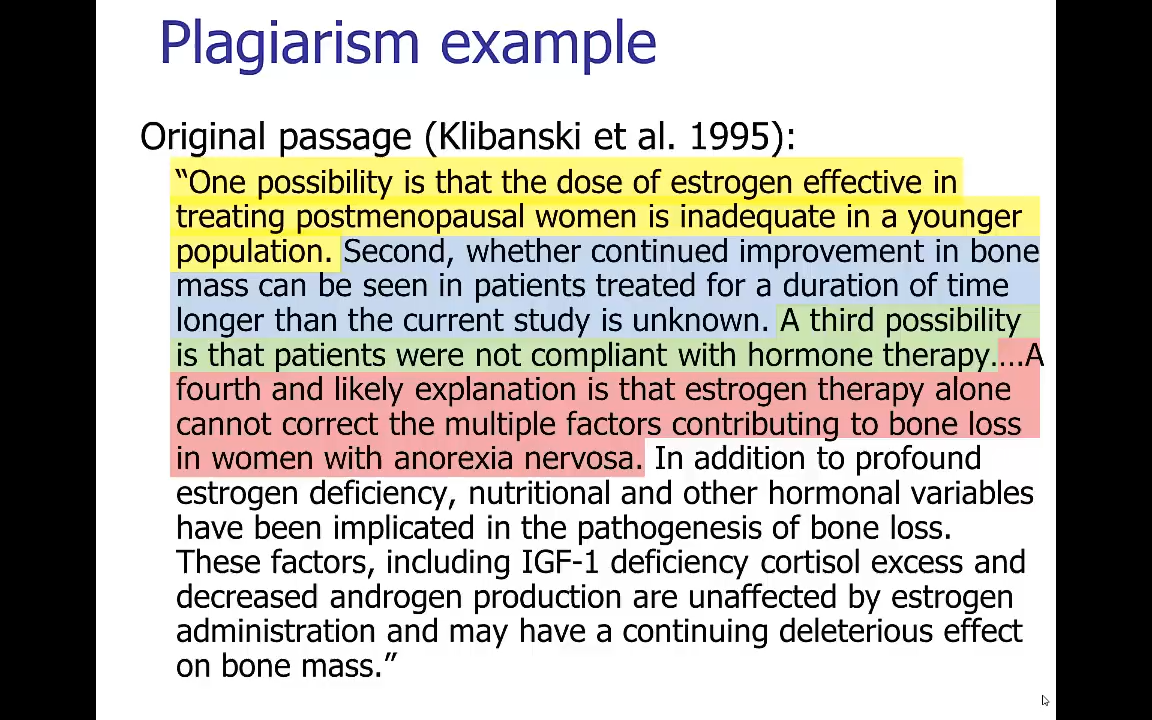 Plagiarism example
Original passage (Klibanski et al. 1995):
“One possibility is that the dose of estrogen effective in
treating postmenopausal women is inadequate in a younger
population. Second, whether continued improvement in bone
mass can be seen in patients treated for a duration of time
longer than the current study is unknown. A third possibility
is that patients were not compliant with hormone therapy.…A
fourth and likely explanation is that estrogen therapy alone
cannot correct the multiple factors contributing to bone loss
in women with anorexia nervosa. In addition to profound
estrogen deficiency, nutritional and other hormonal variables
have been implicated in the pathogenesis of bone loss.
These factors, including IGF-1 deficiency cortisol excess and
decreased androgen production are unaffected by estrogen
administration and may have a continuing deleterious effect
on bone mass.”